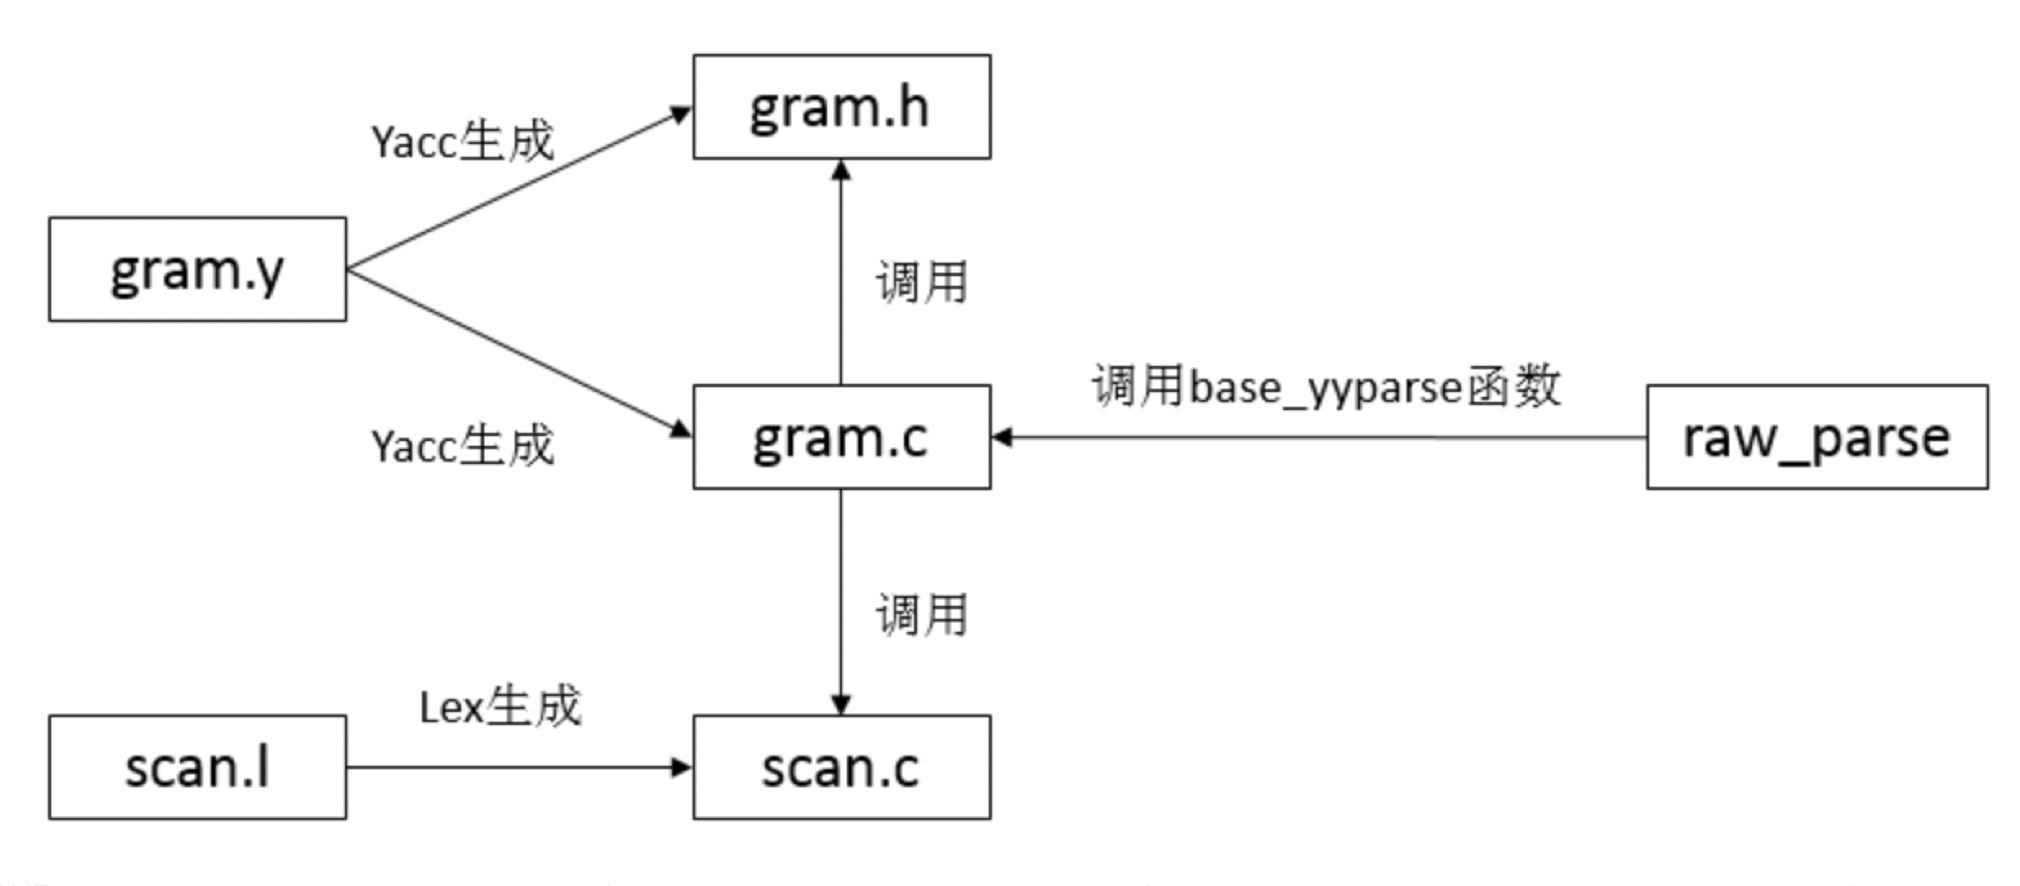 gram.h
Yacc生成
gram.y
调用
调用base_yyparse函数
gram.c
raw_parse
Yacc生成
调用
Lex生成
scan.l
scan.c